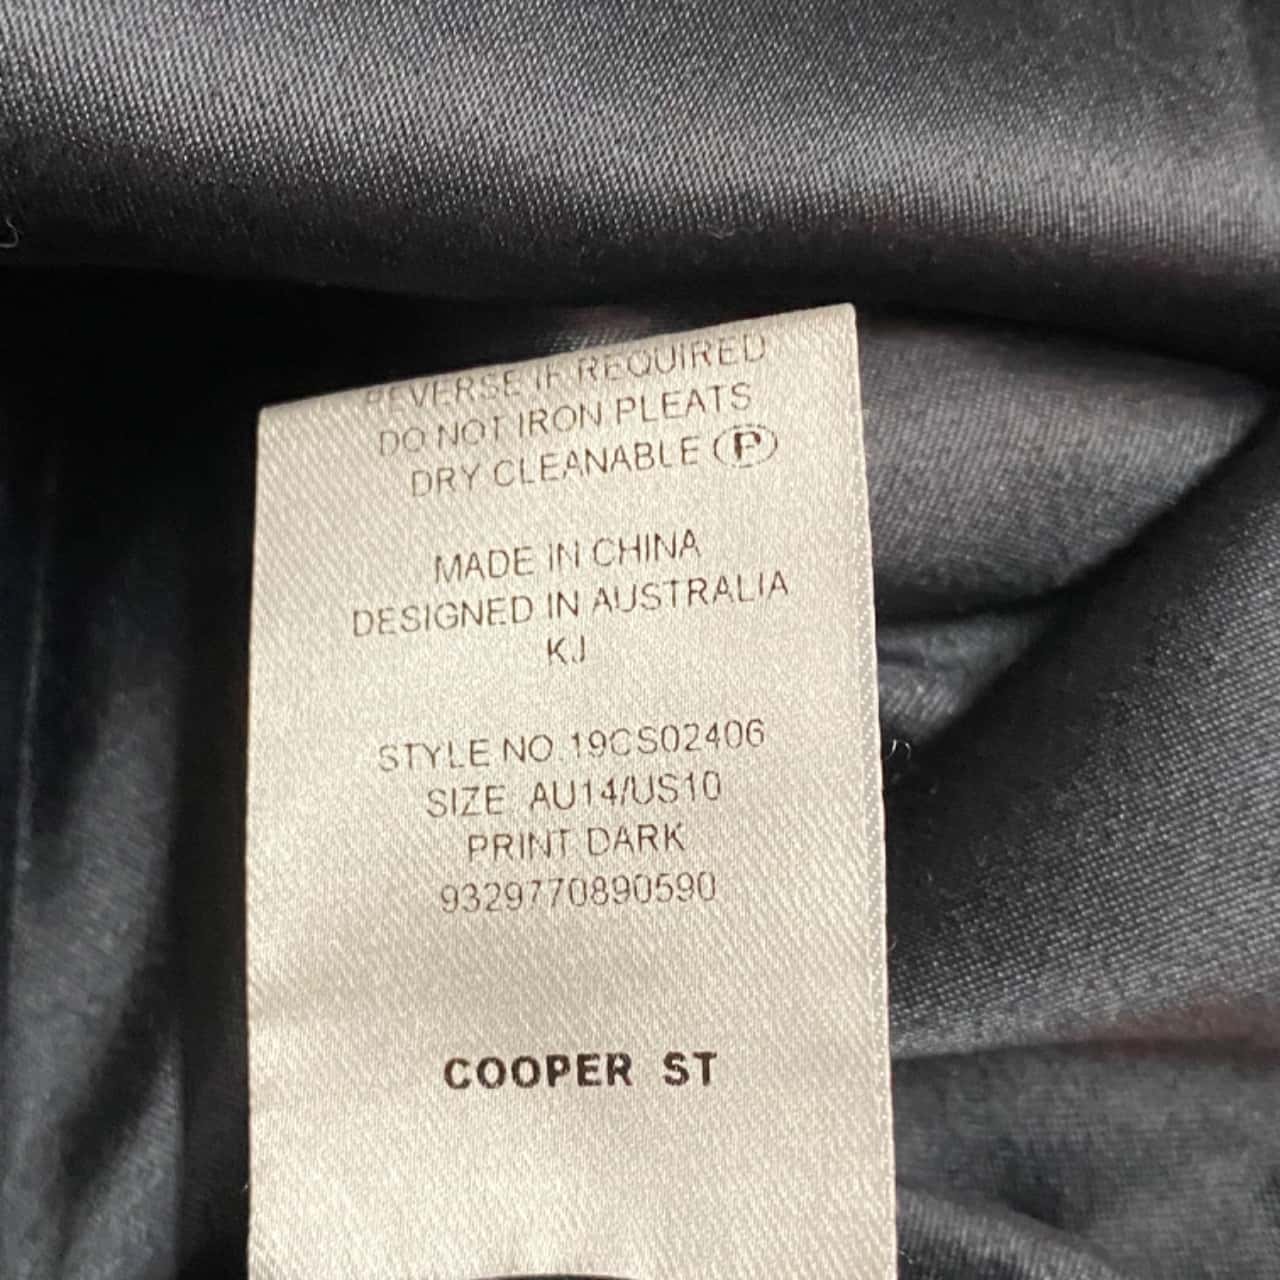 REVERSE IF REQUIRED
DO NOT IRON PLEATS
DRY CLEANABLE P
MADE IN CHINA
DESIGNED IN AUSTRALIA
KJ
STYLE NO 19CS02406
SIZE AU14/US10
PRINT DARK
9329770890590
COOPER ST